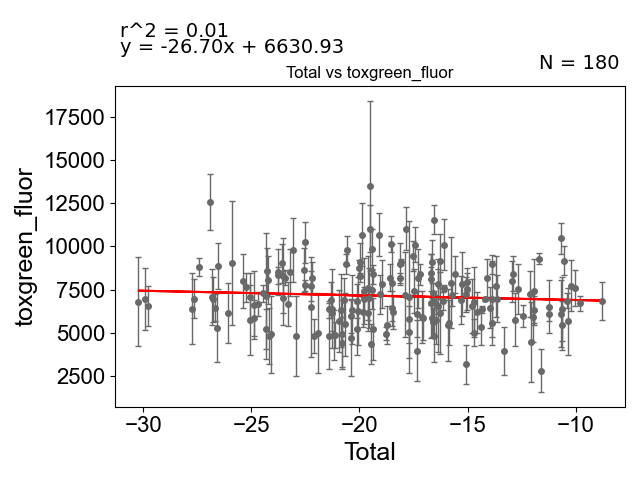 r^2 = 0.01
y = -26.70x + 6630.93
N = 180
Total vs toxgreen_fluor
17500
15000
12500
10000
7500
5000
2500
toxgreen_fluor
−30
−25
−20
−15
−10
Total